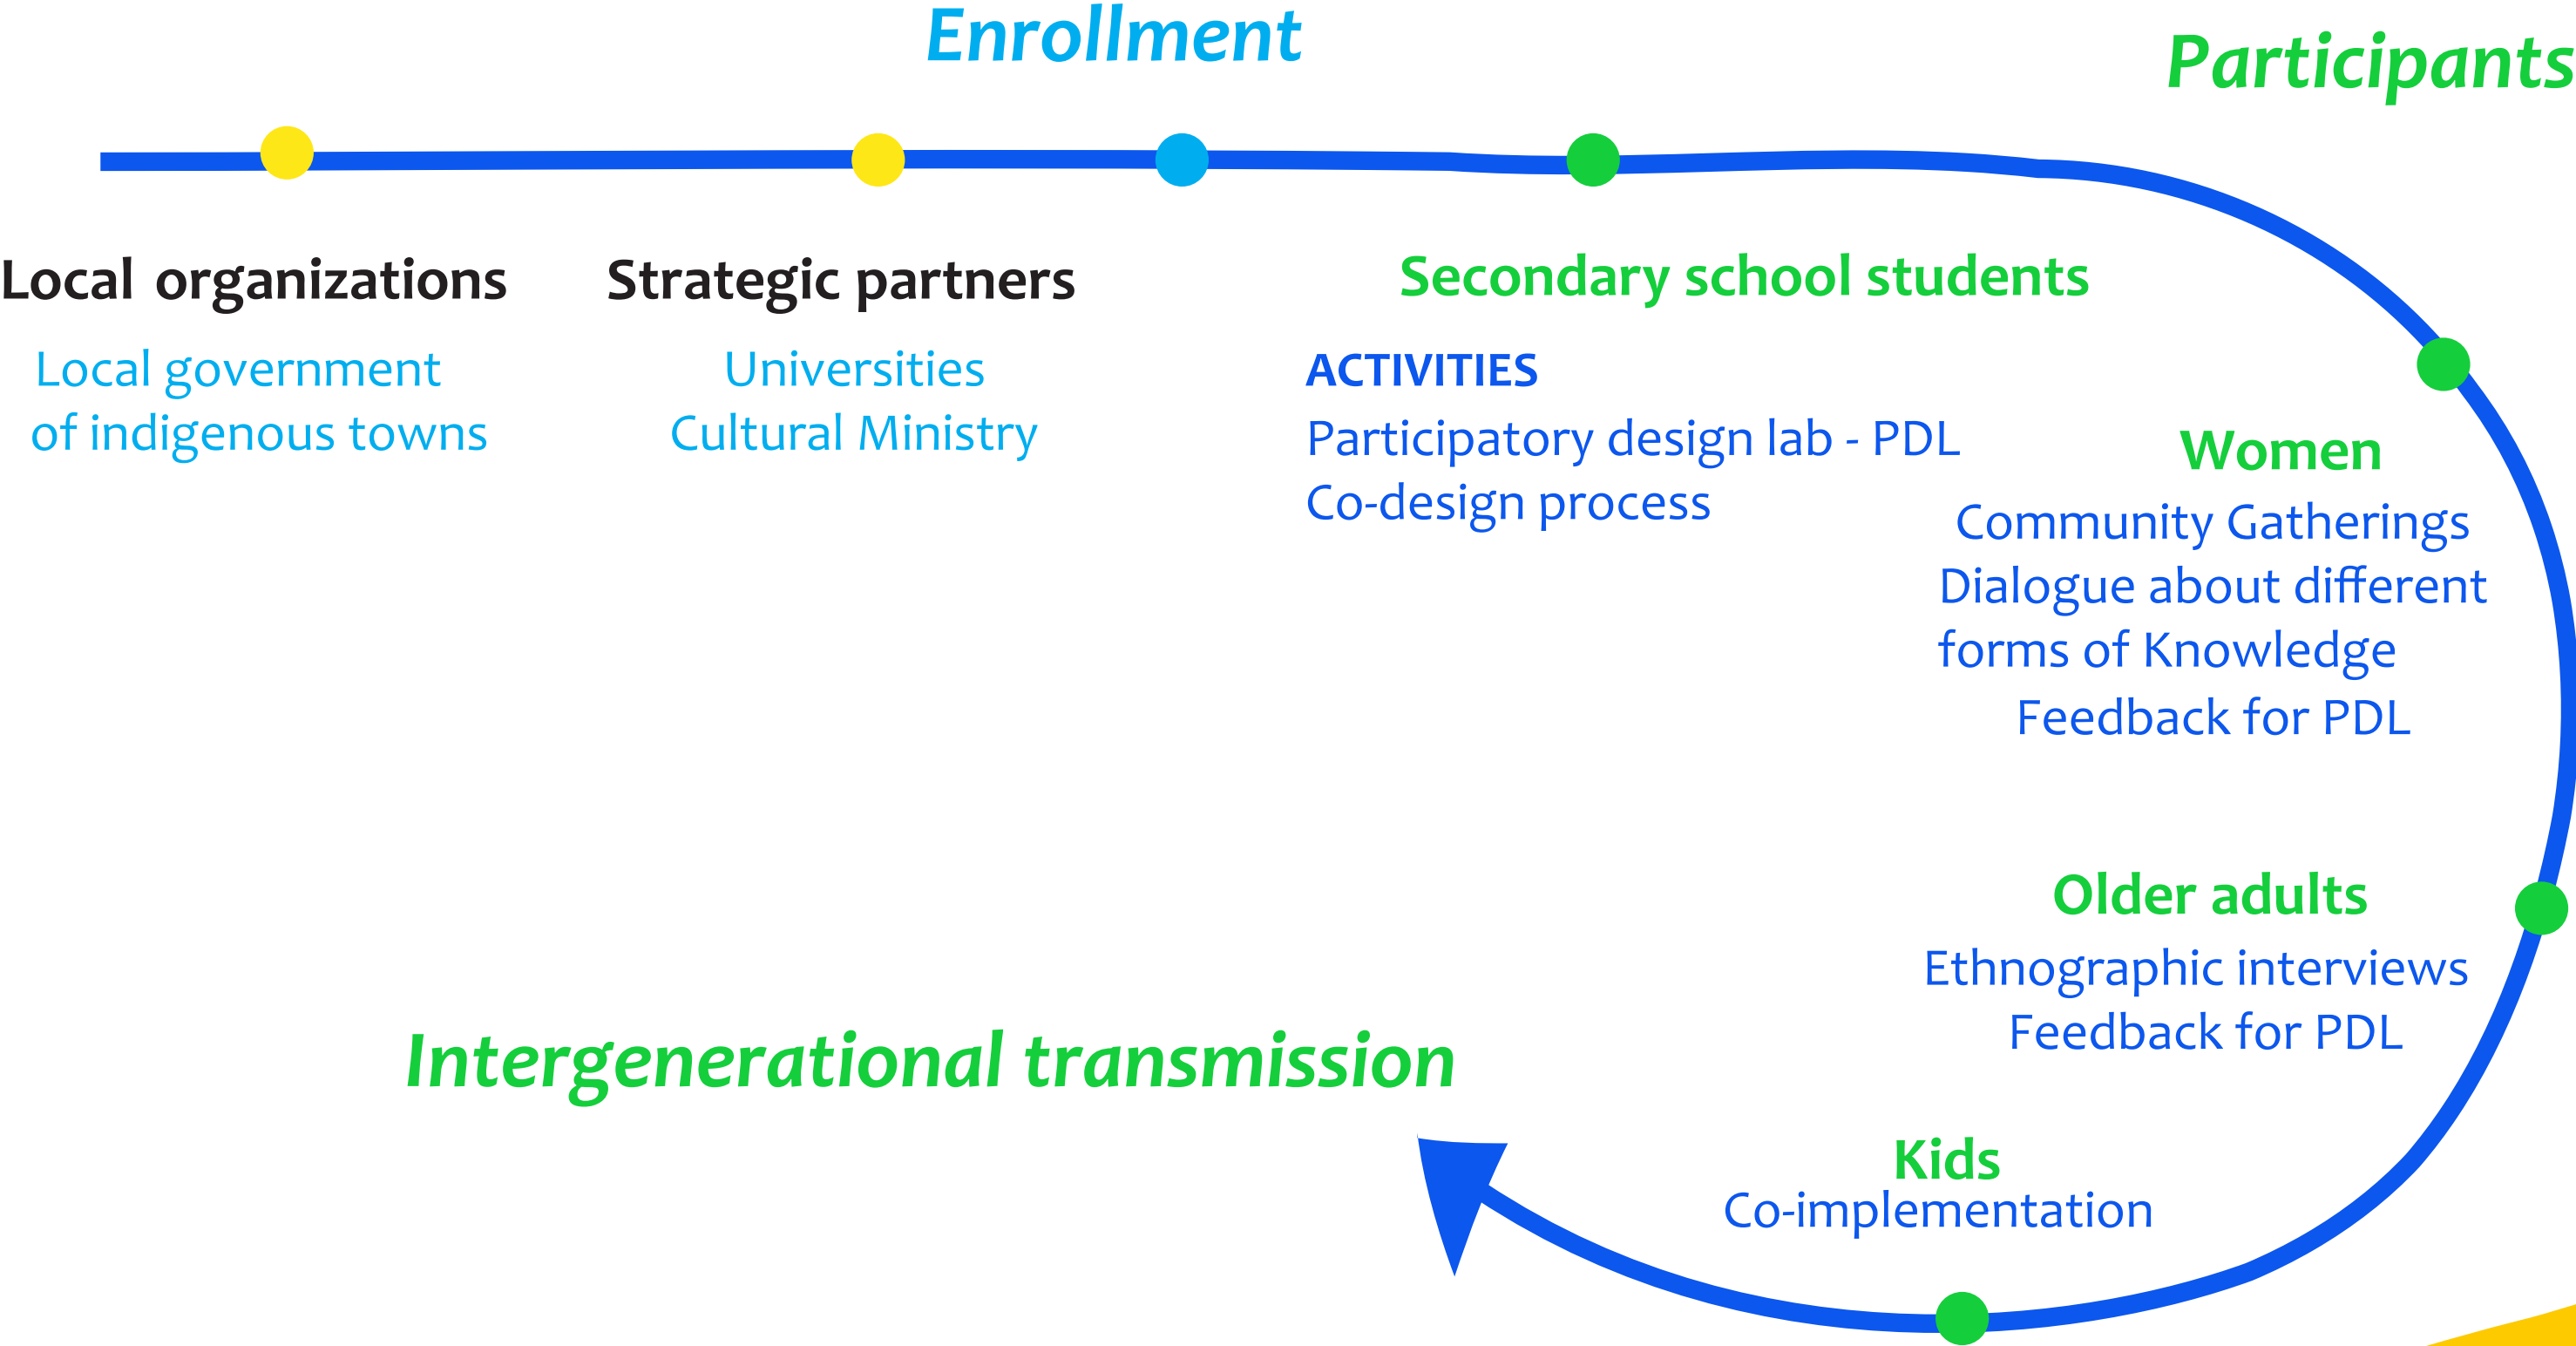 Enrollment
Participants
Local organizations
Local government
of indigenous towns
Strategic partners
Universities
Cultural Ministry
Secondary school students
ACTIVITIES
Participatory design lab - PDL
Co-design process
Women
Community Gatherings
Dialogue about different
forms of Knowledge
Feedback for PDL
Older adults
Ethnographic interviews
Feedback for PDL
Kids
Co-implementation
Intergenerational transmission